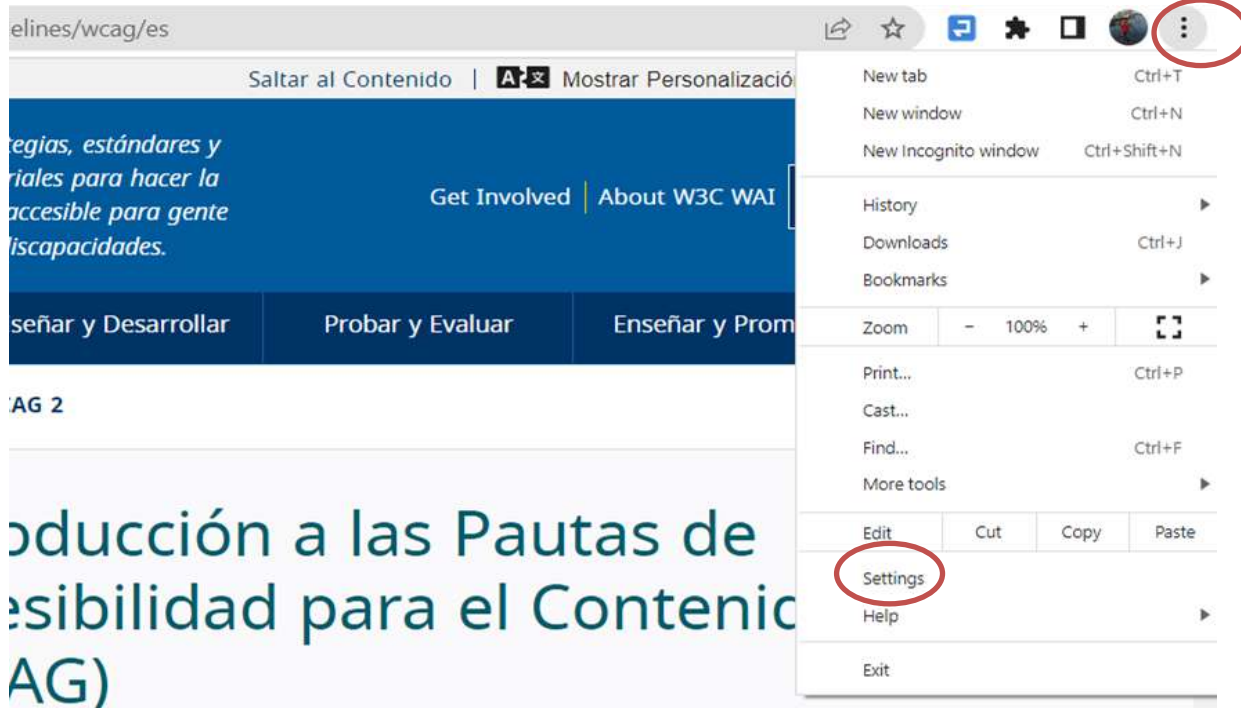 elines/wcag/es
Saltar al Contenido | Mostrar Personalizació
tegias, estándares y
riales para hacer la
accesible para gente
discapacidades.
Get Involved | About W3C WAI
señar y Desarrollar
Probar y Evaluar
Enseñar y Prom
CAG 2
oducción a las Pautas de
esibilidad para el Contenid
AG)
New tab Ctrl+T
New window Ctrl+N
New Incognito window Ctrl+Shift+N
History
Downloads Ctrl+J
Bookmarks
Zoom - 100% +
Print... Ctrl+P
Cast...
Find... Ctrl+F
More tools
Edit Cut Copy Paste
Settings
Help
Exit